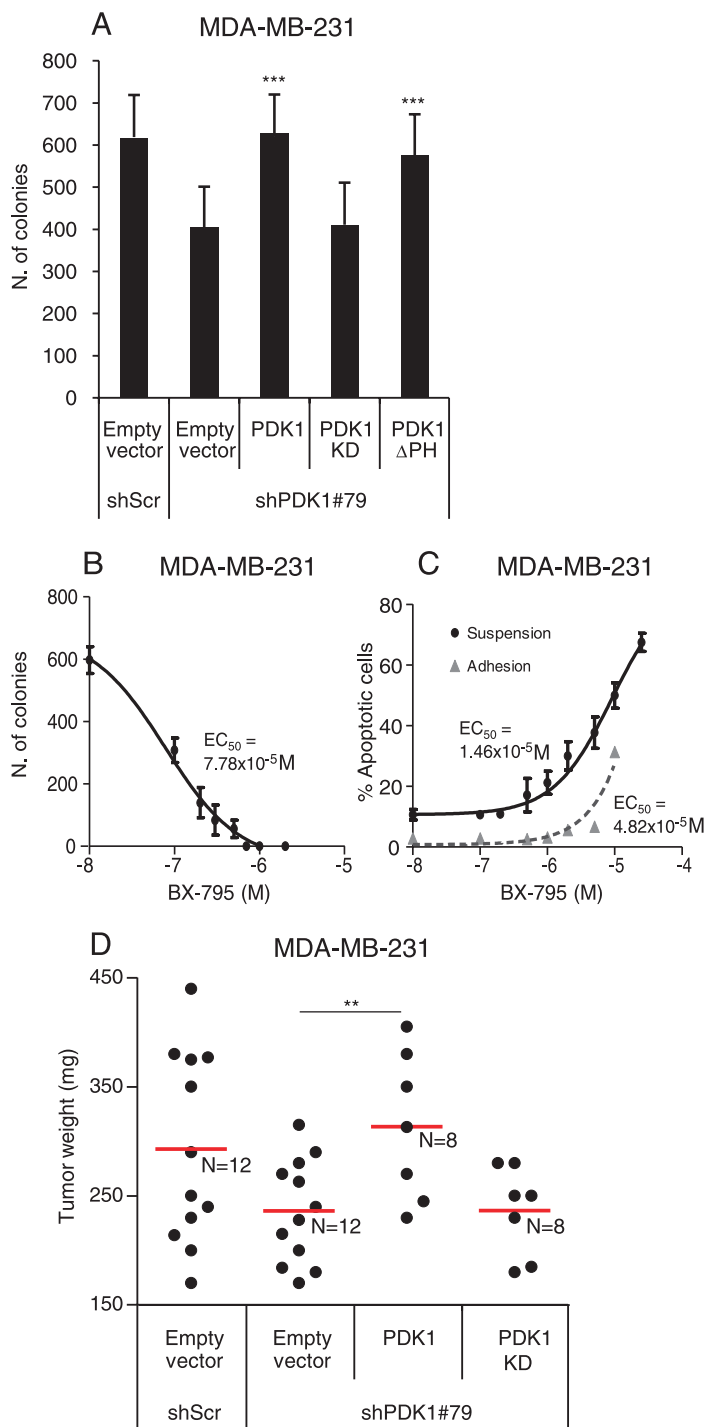 A
MDA-MB-231
N. of colonies
800
700
600
500
400
300
200
100
0
***
***
Empty vector
Empty vector
PDK1
PDK1 KD
PDK1 ΔPH
shScr
shPDK1#79
B
MDA-MB-231
N. of colonies
800
600
400
200
0
EC50 =
7.78x10-5M
-8
-7
-6
-5
BX-795 (M)
C
MDA-MB-231
% Apoptotic cells
80
60
40
20
0
Suspension
Adhesion
EC50 =
1.46x10-5M
EC50 =
4.82x10-5M
-8
-7
-6
-5
-4
BX-795 (M)
D
MDA-MB-231
Tumor weight (mg)
450
350
250
150
**
N=12
N=12
N=8
N=8
Empty vector
Empty vector
PDK1
PDK1 KD
shScr
shPDK1#79